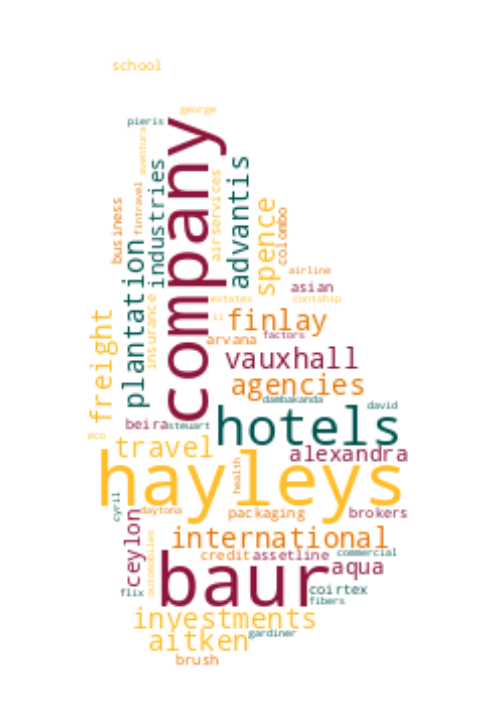 school
george
pieris
company
aventura
fintravel
industries
advantis
airservices
business
spence
colombo
plantation
airline
asian
insurance
estates
contship
freight
ii
finlay
factors
arvana
vauxhall
agencies
dambakanda
david
hotels
beira
stewart
eco
travel
alexandra
health
hayleys
cyril
daytona
packaging
brokers
ceylon
international
automobiles
credit
assetline
commercial
aqua
baur
flix
coirtex
fibers
investments
aitken
gardiner
brush